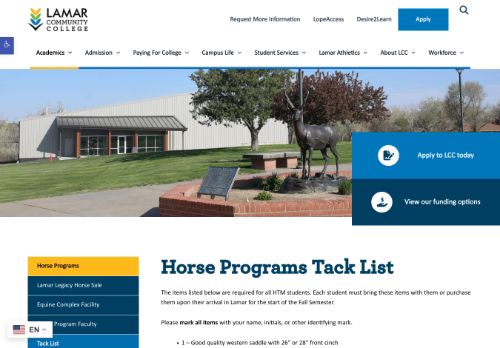 LAMAR
COMMUNITY
COLLEGE
Request More Information LopeAccess Desire2Learn Apply
Academics Admission Paying For College Campus Life Student Services Lamar Athletics About LCC Workforce
Apply to LCC today
View our funding options
Horse Programs
Lamar Legacy Horse Sale
Equine Complex Facility
Program Faculty
Tack List
EN
Horse Programs Tack List
The items listed below are required for all HTM students. Each student must bring these items with them or purchase
them upon their arrival in Lamar for the start of the Fall Semester.
Please mark all items with your name, initials, or other identifying mark.
• 1 – Good quality western saddle with 26" or 28" front cinch